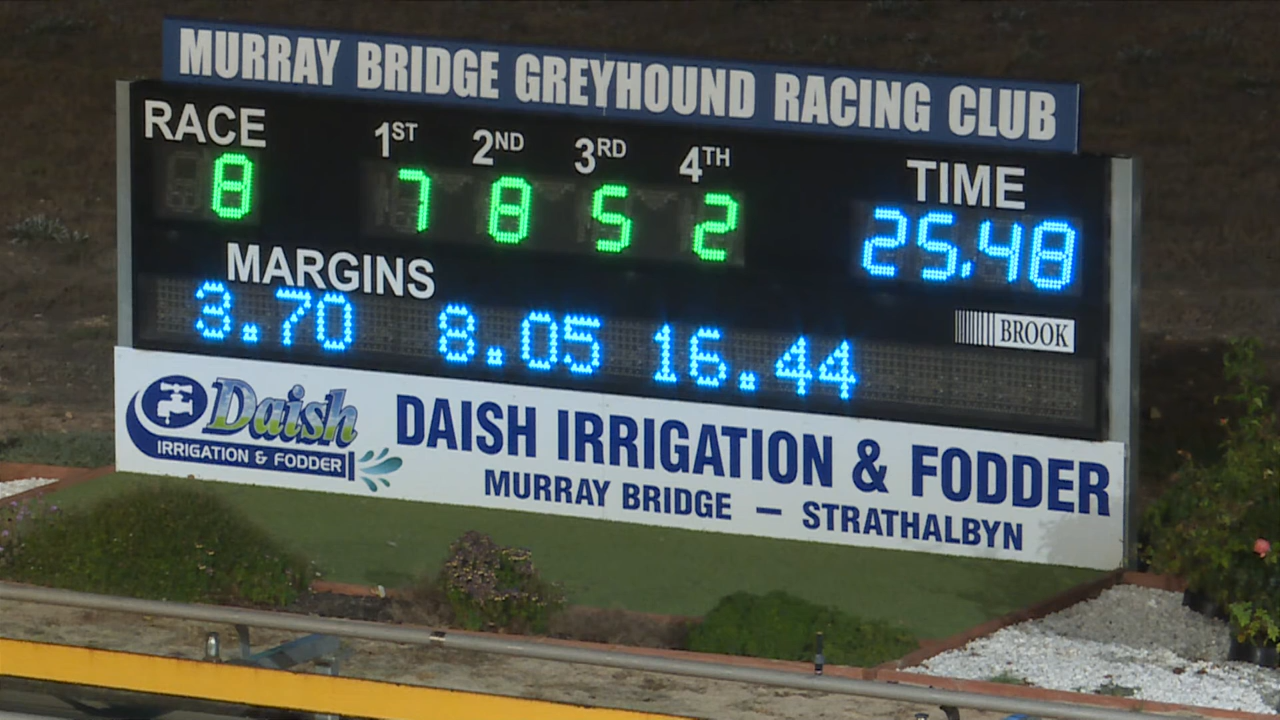 MURRAY BRIDGE GREYHOUND RACING CLUB
RACE 1ST 2ND 3RD 4TH TIME
8 7 8 5 2 25.48
MARGINS
3.70 8.05 16.44
BROOK
Daish
IRRIGATION & FODDER
DAISH IRRIGATION & FODDER
MURRAY BRIDGE – STRATHALBYN